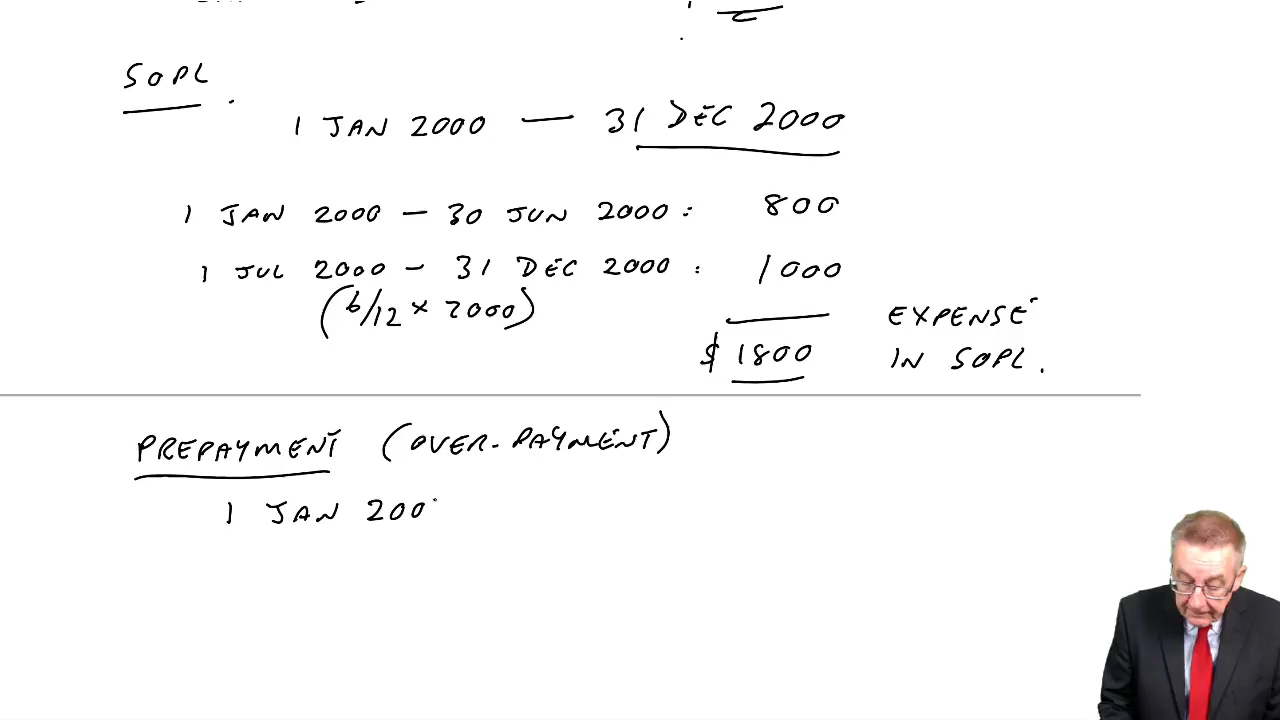 SOPL
1 JAN 2000 — 31 DEC 2000
1 JAN 2000 — 30 JUN 2000 : 800
1 JUL 2000 — 31 DEC 2000 : 1000
(6/12 × 2000)
$1800
EXPENSE
IN SOPL.
PREPAYMENT (OVER-PAYMENT)
1 JAN 200